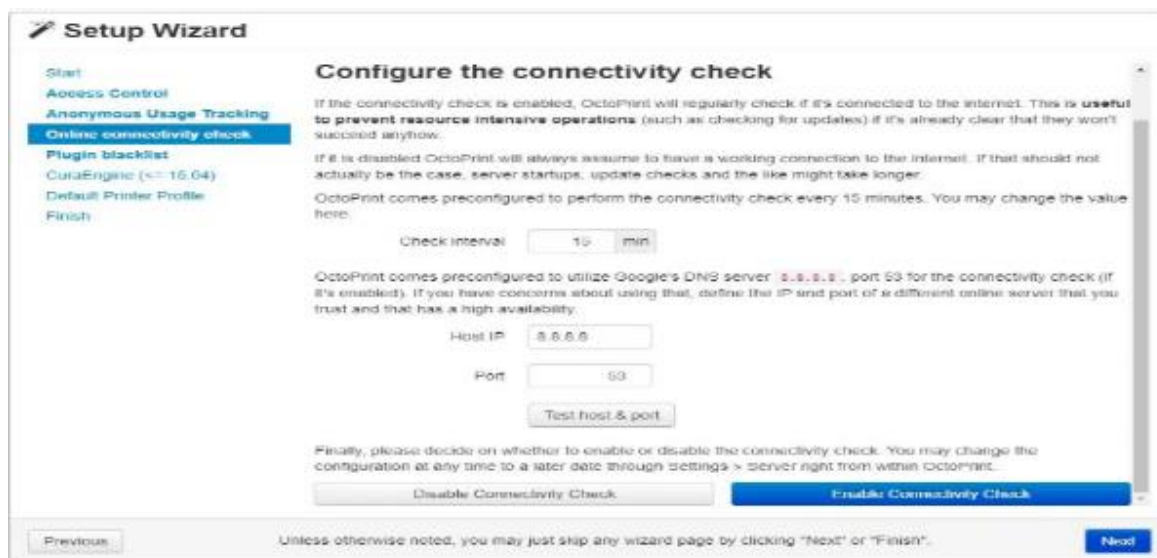 Setup Wizard
Start
Access Control
Anonymous Usage Tracking
Online connectivity check
Plugin blacklist
CuraEngine (<= 15.04)
Default Printer Profile
Finish
Configure the connectivity check
If the connectivity check is enabled, OctoPrint will regularly check if it's connected to the internet. This is useful
to prevent resource intensive operations (such as checking for updates) if it's already clear that they won't
succeed anyhow.
If it is disabled OctoPrint will always assume to have a working connection to the internet. If that should not
actually be the case, server startups, update checks and the like might take longer.
OctoPrint comes preconfigured to perform the connectivity check every 15 minutes. You may change the value
here.
Check interval 15 min
OctoPrint comes preconfigured to utilize Google's DNS server 8.8.8.8, port 53 for the connectivity check (if
it's enabled). If you have concerns about using that, define the IP and port of a different online server that you
trust and that has a high availability.
Host IP 8.8.8.8
Port 53
Test host & port
Finally, please decide on whether to enable or disable the connectivity check. You may change the
configuration at any time to a later date through Settings > Server right from within OctoPrint.
Disable Connectivity Check Enable Connectivity Check
Previous Unless otherwise noted, you may just skip any wizard page by clicking "Next" or "Finish". Next